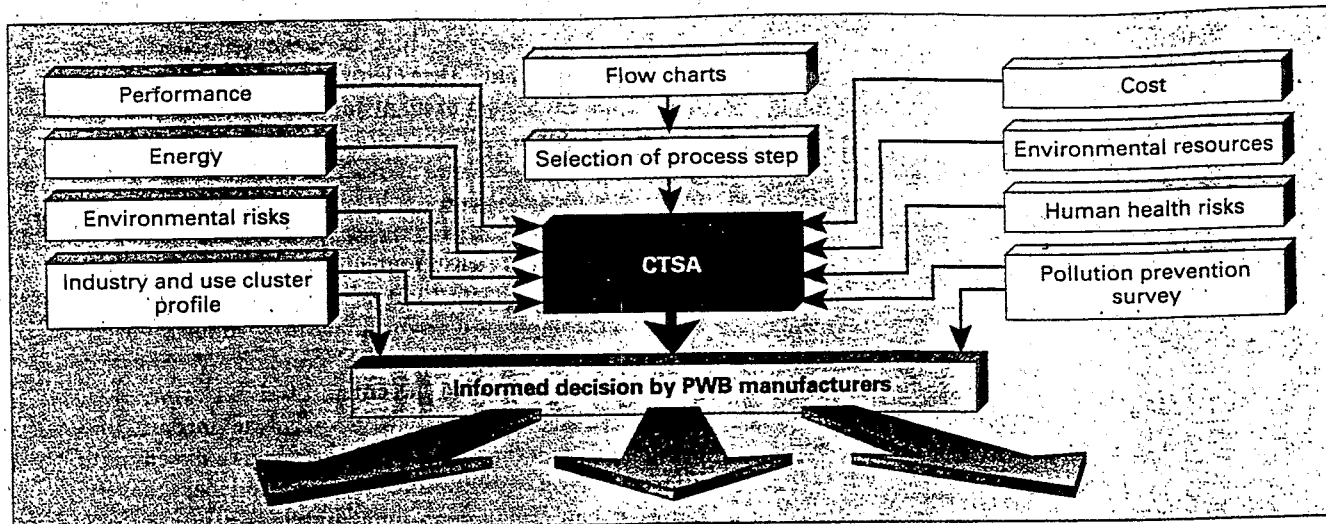 Performance
Energy
Environmental risks
Industry and use cluster
profile
Flow charts
Selection of process step
CTSA
Cost
Environmental resources
Human health risks
Pollution prevention
survey
Informed decision by PWB manufacturers